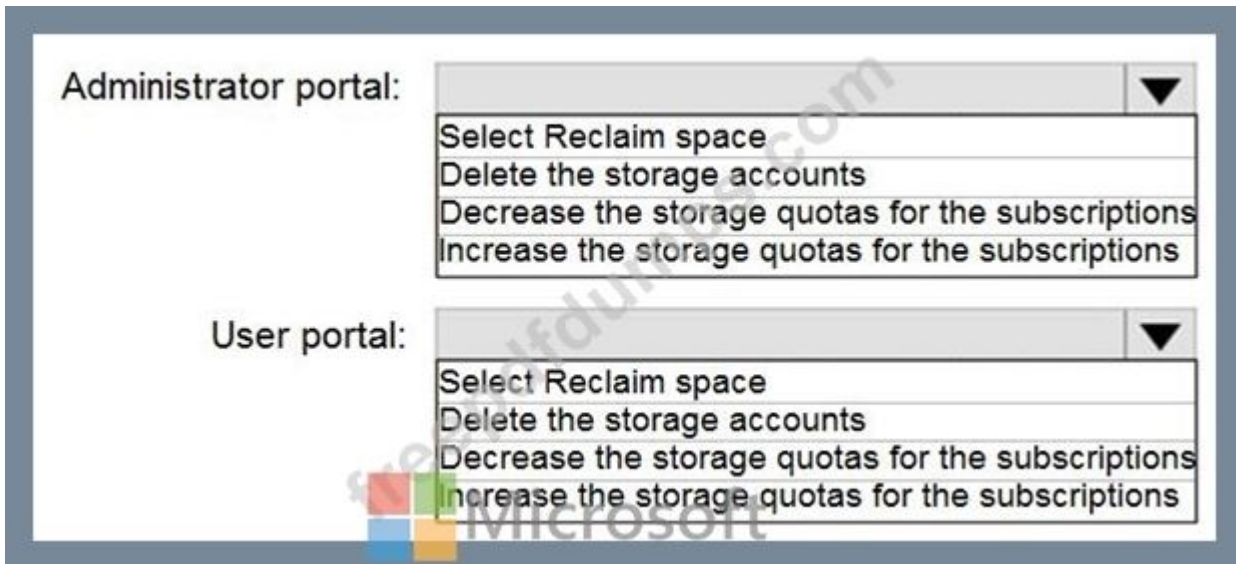 Administrator portal:
Select Reclaim space
Delete the storage accounts
Decrease the storage quotas for the subscriptions
Increase the storage quotas for the subscriptions
User portal:
Select Reclaim space
Delete the storage accounts
Decrease the storage quotas for the subscriptions
Increase the storage quotas for the subscriptions
freepdfdumps.com
Microsoft